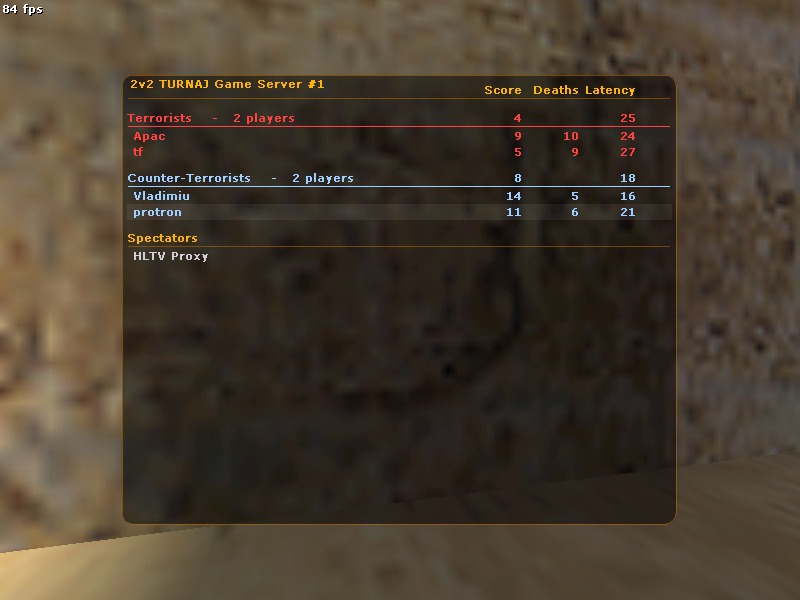 84 fps
2v2 TURNAJ Game Server #1 Score Deaths Latency
Terrorists - 2 players 4 25
Apac 9 10 24
tf 5 9 27
Counter-Terrorists - 2 players 8 18
Vladimiu 14 5 16
protron 11 6 21
Spectators
HLTV Proxy